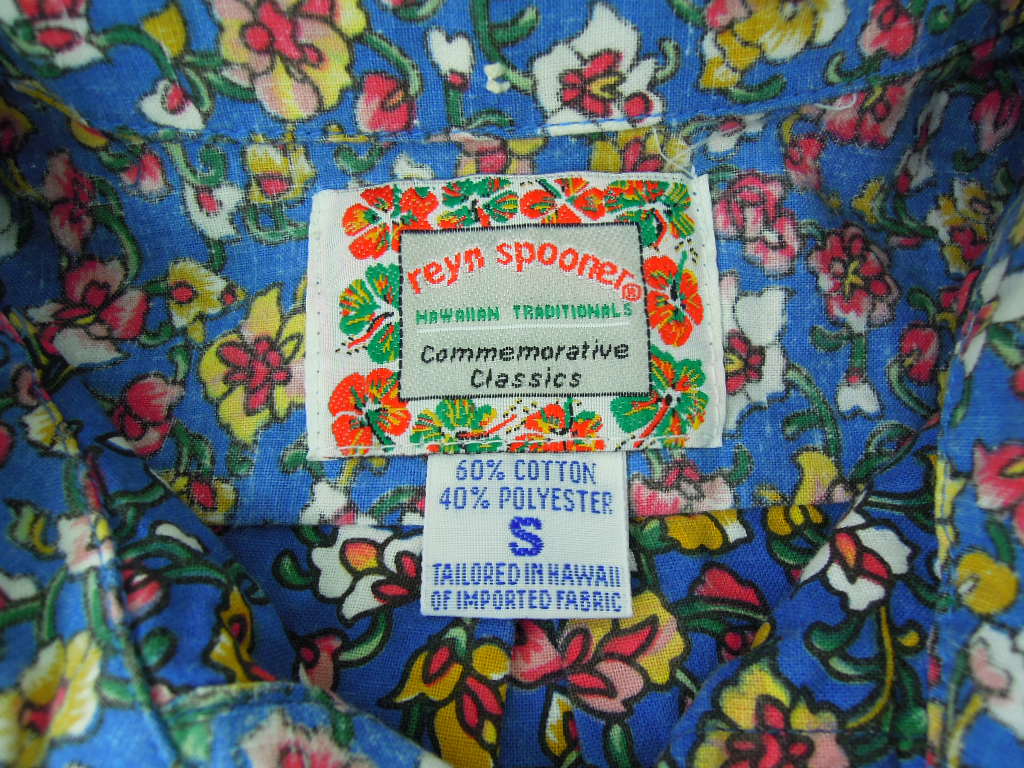 reyn spooner®
HAWAIIAN TRADITIONALS
Commemorative
Classics
60% COTTON
40% POLYESTER
S
TAILORED IN HAWAII
OF IMPORTED FABRIC